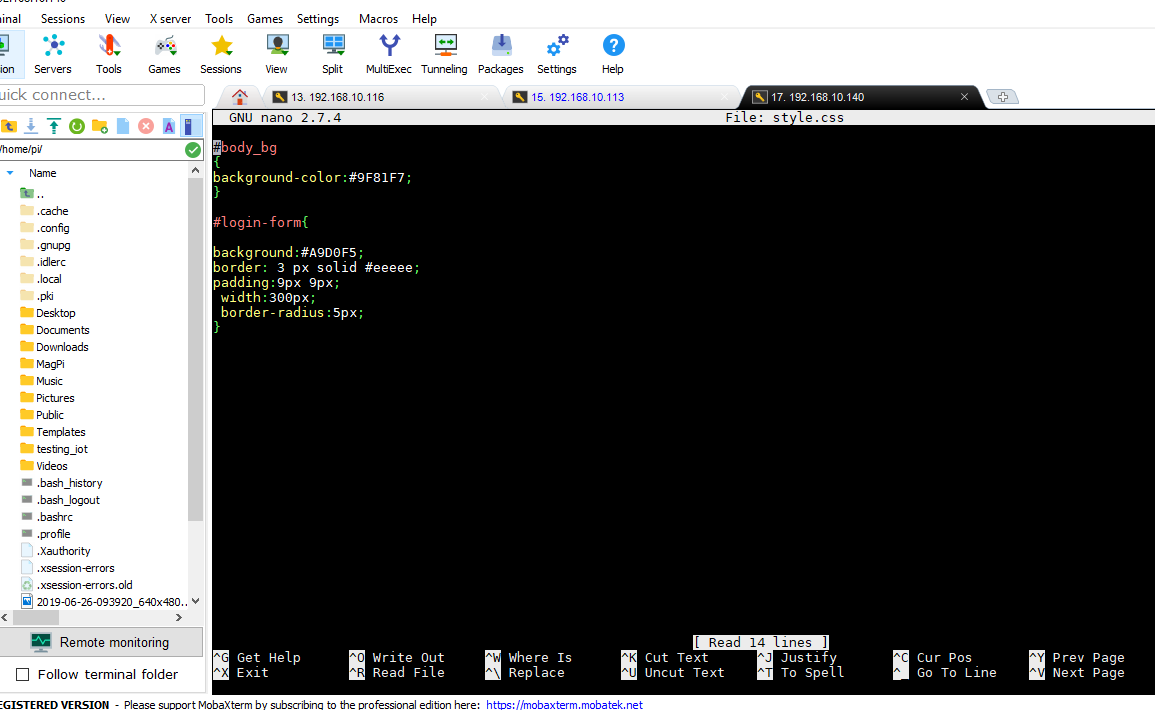 Sessions View X server Tools Games Settings Macros Help
Servers Tools Games Sessions View Split MultiExec Tunneling Packages Settings Help
uick connect...
13. 192.168.10.116
15. 192.168.10.113
17. 192.168.10.140
/home/pi/
Name
..
.cache
.config
.gnupg
.idlerc
.local
.pki
Desktop
Documents
Downloads
MagPi
Music
Pictures
Public
Templates
testing_iot
Videos
.bash_history
.bash_logout
.bashrc
.profile
.Xauthority
.xsession-errors
.xsession-errors.old
2019-06-26-093920_640x480..
Remote monitoring
Follow terminal folder
GNU nano 2.7.4 File: style.css
#body_bg
{
background-color:#9F81F7;
}
#login-form{
background:#A9D0F5;
border: 3 px solid #eeeee;
padding:9px 9px;
width:300px;
border-radius:5px;
}
[ Read 14 lines ]
^G Get Help ^O Write Out ^W Where Is ^K Cut Text ^J Justify ^C Cur Pos ^Y Prev Page
^X Exit ^R Read File ^\ Replace ^U Uncut Text ^T To Spell ^_ Go To Line ^V Next Page
EGISTERED VERSION - Please support MobaXterm by subscribing to the professional edition here: https://mobaxterm.mobatek.net